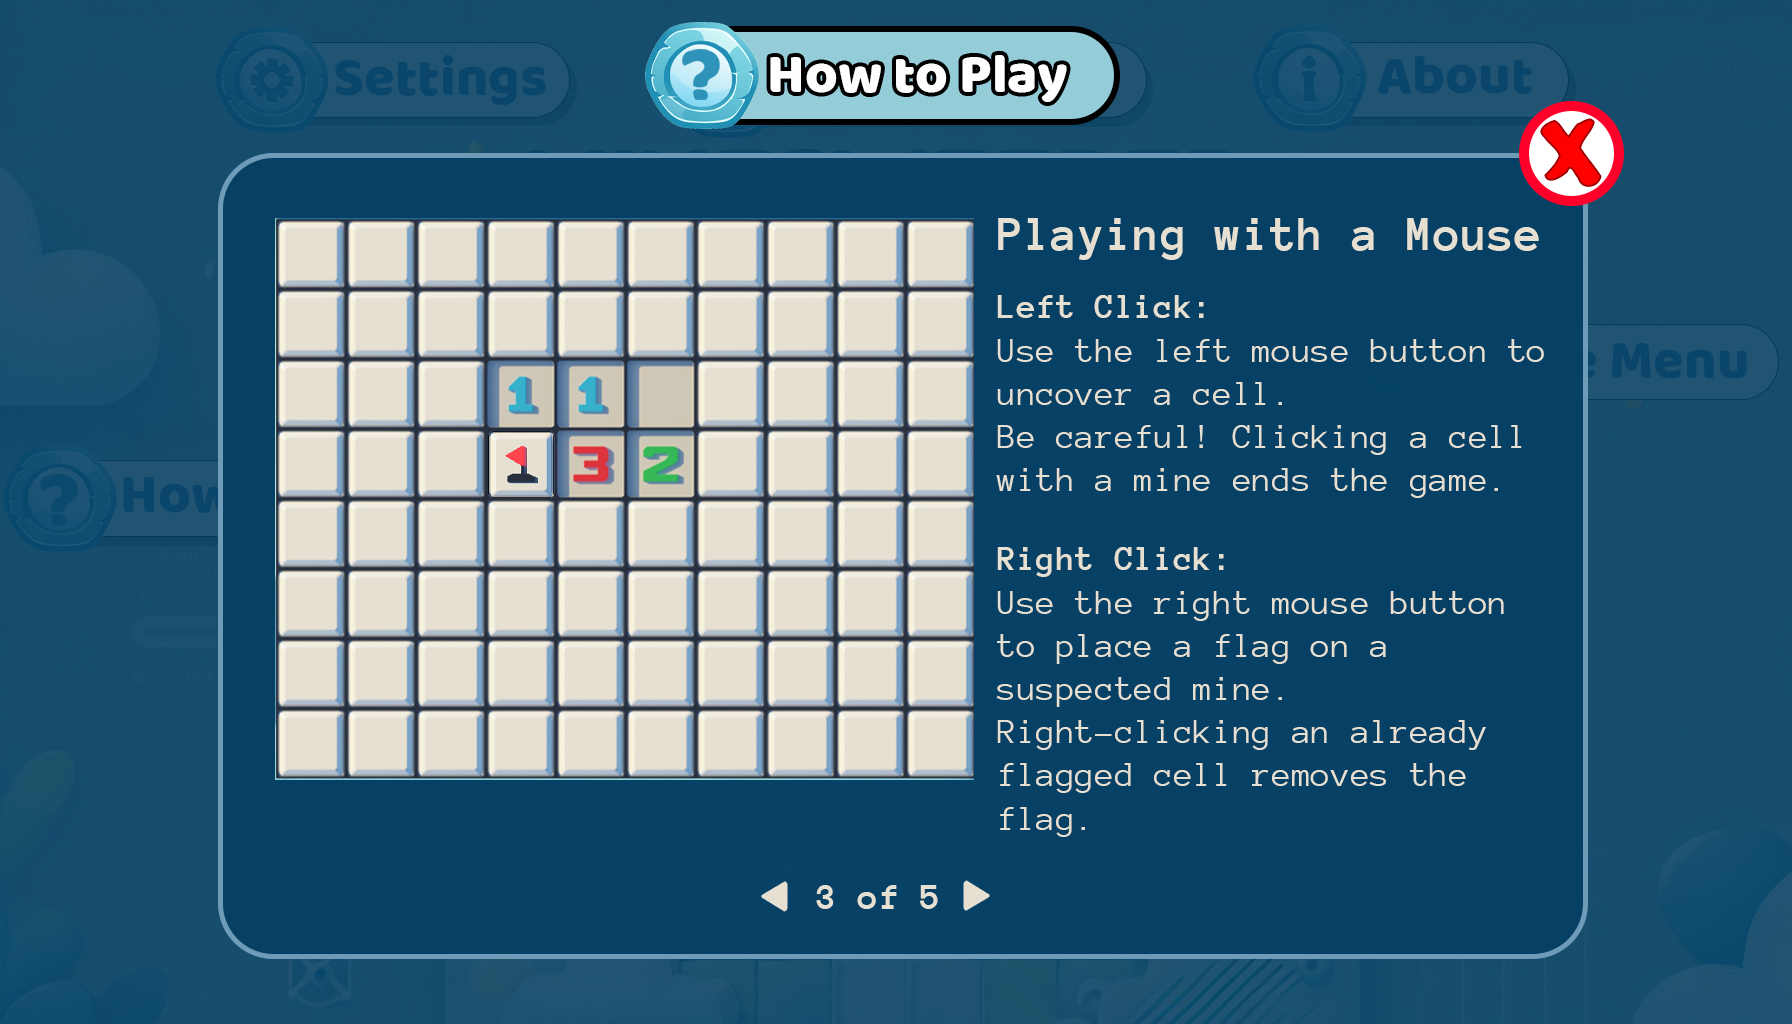 Settings
How to Play
About
Playing with a Mouse
Left Click:
Use the left mouse button to
uncover a cell.
Be careful! Clicking a cell
with a mine ends the game.
Right Click:
Use the right mouse button
to place a flag on a
suspected mine.
Right-clicking an already
flagged cell removes the
flag.
1 1
3 2
Menu
How
3 of 5